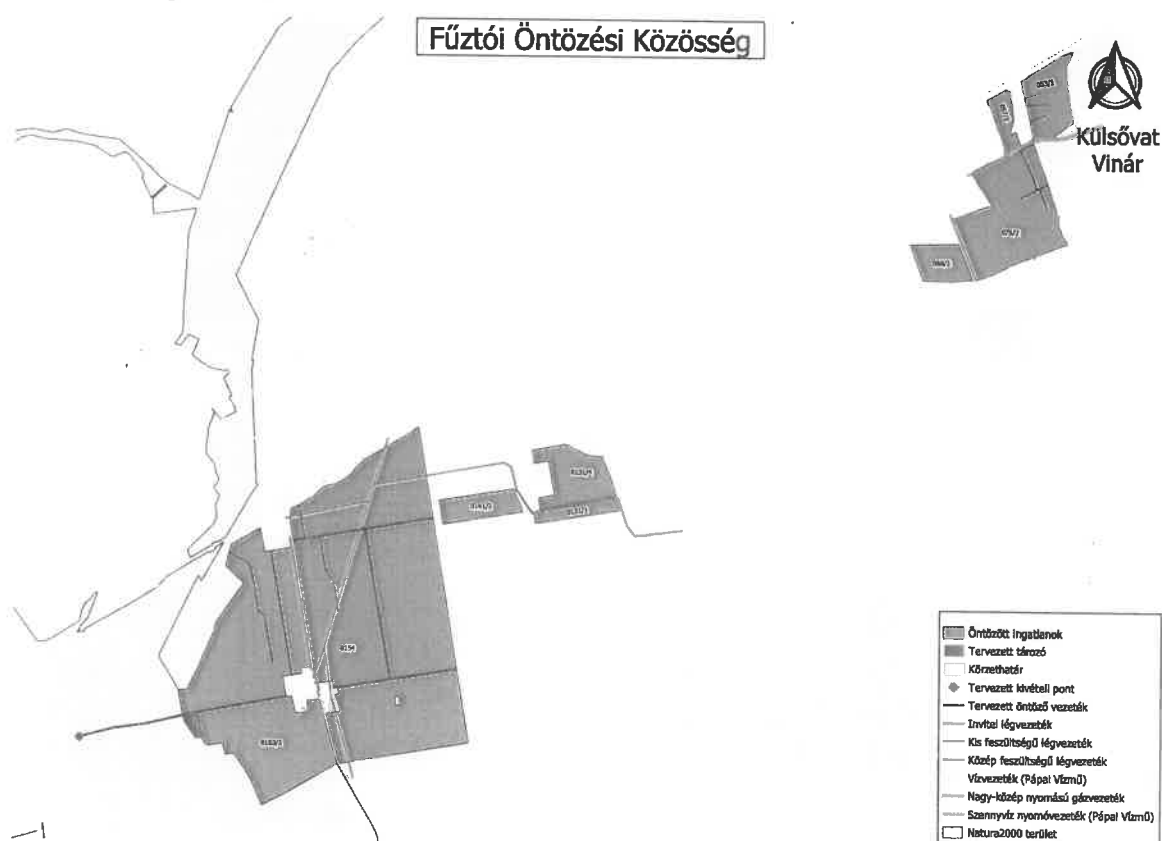 Fűztói Öntözési Közösség
Külsővat
Vinár
Öntözött ingatlanok
Tervezett tározó
Körzethatár
Tervezett kivételi pont
Tervezett öntöző vezeték
Invitel légvezeték
Kis feszültségű légvezeték
Közép feszültségű légvezeték
Vízvezeték (Pápai Vízmű)
Nagy-közép nyomású gázvezeték
Szennyvíz nyomóvezeték (Pápai Vízmű)
Natura2000 terület